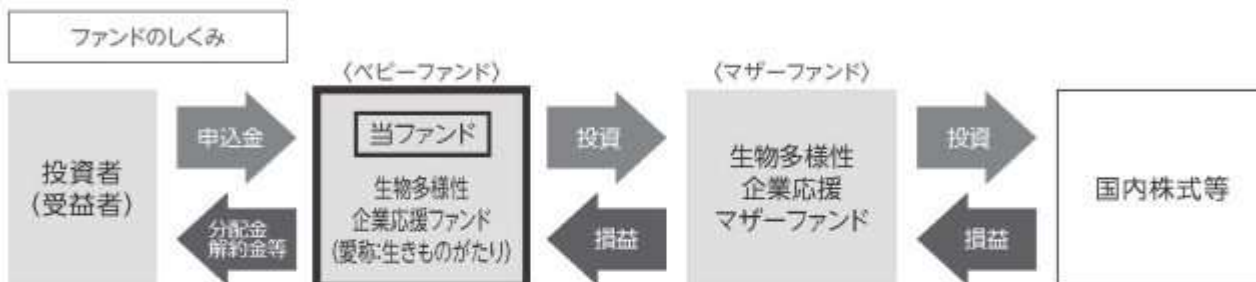 ファンドのしくみ
〈ベビーファンド〉
〈マザーファンド〉
投資者
(受益者)
申込金
分配金
解約金等
当ファンド
生物多様性
企業応援ファンド
(愛称:生きものがたり)
投資
損益
生物多様性
企業応援
マザーファンド
投資
損益
国内株式等